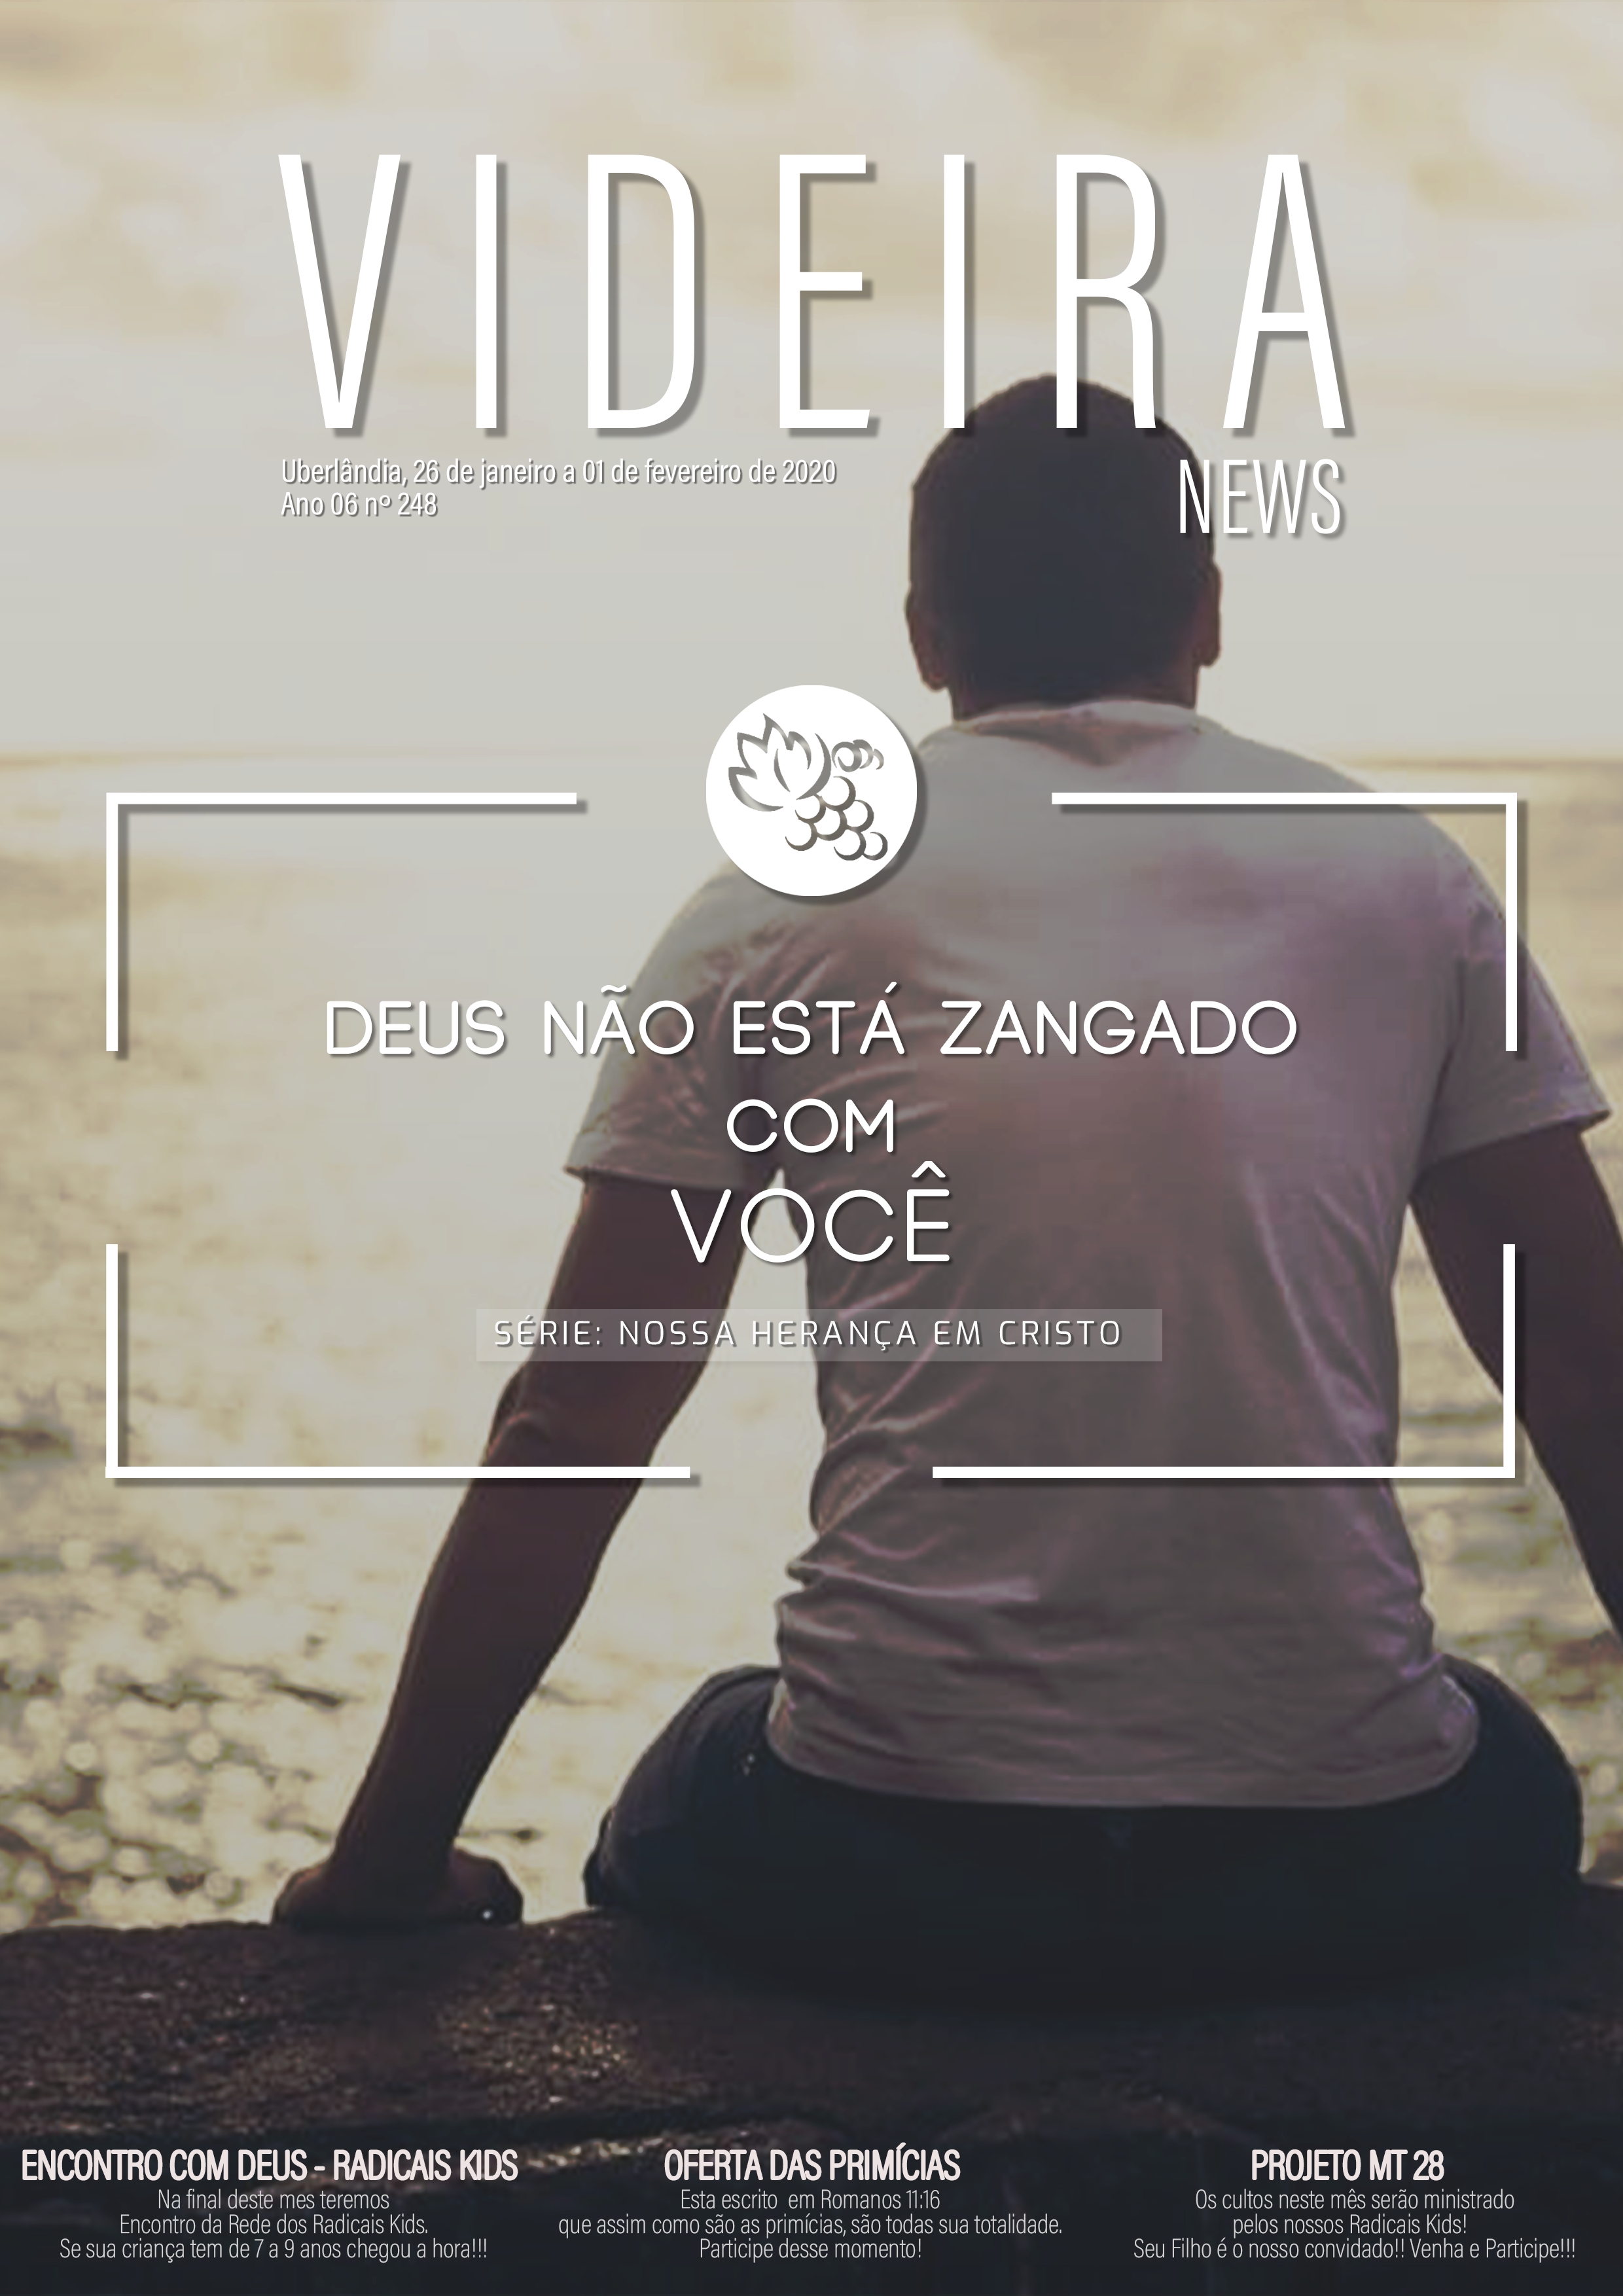 VIDEIRA
Uberlândia, 26 de janeiro a 01 de fevereiro de 2020
Ano 06 nº 248
NEWS
DEUS NÃO ESTÁ ZANGADO
COM
VOCÊ
SÉRIE: NOSSA HERANÇA EM CRISTO
ENCONTRO COM DEUS - RADICAIS KIDS
Na final deste mes teremos
Encontro da Rede dos Radicais Kids.
Se sua criança tem de 7 a 9 anos chegou a hora!!!
OFERTA DAS PRIMÍCIAS
Esta escrito em Romanos 11:16
que assim como são as primícias, são todas sua totalidade.
Participe desse momento!
PROJETO MT 28
Os cultos neste mês serão ministrado
pelos nossos Radicais Kids!
Seu Filho é o nosso convidado!! Venha e Participe!!!